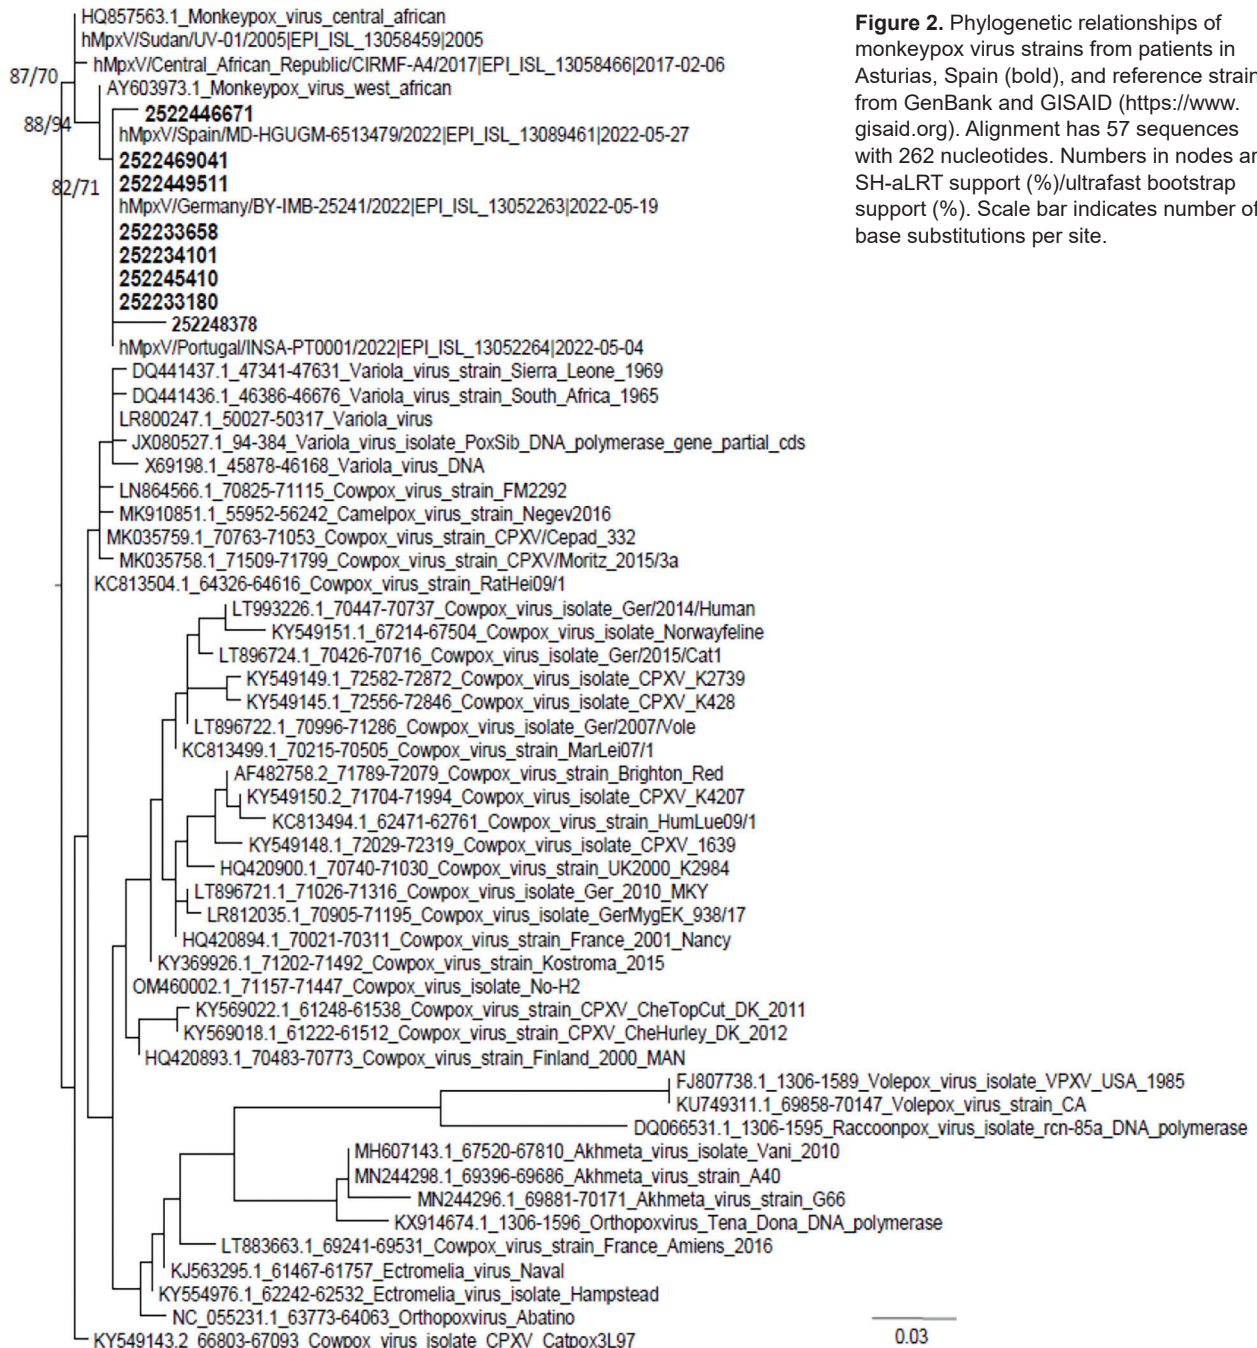 HQ857563.1_Monkeypox_virus_central_african
hMpxV/Sudan/UV-01/2005|EPI_ISL_13058459|2005
hMpxV/Central_African_Republic/CIRMF-A4/2017|EPI_ISL_13058466|2017-02-06
87/70
AY603973.1_Monkeypox_virus_west_african
2522446671
88/94
hMpxV/Spain/MD-HGUGM-6513479/2022|EPI_ISL_13089461|2022-05-27
2522469041
2522449511
82/71
hMpxV/Germany/BY-IMB-25241/2022|EPI_ISL_13052263|2022-05-19
252233658
252234101
252245410
252233180
252248378
hMpxV/Portugal/INSA-PT0001/2022|EPI_ISL_13052264|2022-05-04
DQ441437.1_47341-47631_Variola_virus_strain_Sierra_Leone_1969
DQ441436.1_46386-46676_Variola_virus_strain_South_Africa_1965
LR800247.1_50027-50317_Variola_virus
JX080527.1_94-384_Variola_virus_isolate_PoxSib_DNA_polymerase_gene_partial_cds
X69198.1_45878-46168_Variola_virus_DNA
LN864566.1_70825-71115_Cowpox_virus_strain_FM2292
MK910851.1_55952-56242_Camelpox_virus_strain_Negev2016
MK035759.1_70763-71053_Cowpox_virus_strain_CPXV/Cepad_332
MK035758.1_71509-71799_Cowpox_virus_strain_CPXV/Moritz_2015/3a
KC813504.1_64326-64616_Cowpox_virus_strain_RatHei09/1
LT993226.1_70447-70737_Cowpox_virus_isolate_Ger/2014/Human
KY549151.1_67214-67504_Cowpox_virus_isolate_Norwayfeline
LT896724.1_70426-70716_Cowpox_virus_isolate_Ger/2015/Cat1
KY549149.1_72582-72872_Cowpox_virus_isolate_CPXV_K2739
KY549145.1_72556-72846_Cowpox_virus_isolate_CPXV_K428
LT896722.1_70996-71286_Cowpox_virus_isolate_Ger/2007/Vole
KC813499.1_70215-70505_Cowpox_virus_strain_MarLei07/1
AF482758.2_71789-72079_Cowpox_virus_strain_Brighton_Red
KY549150.2_71704-71994_Cowpox_virus_isolate_CPXV_K4207
KC813494.1_62471-62761_Cowpox_virus_strain_HumLue09/1
KY549148.1_72029-72319_Cowpox_virus_isolate_CPXV_1639
HQ420900.1_70740-71030_Cowpox_virus_strain_UK2000_K2984
LT896721.1_71026-71316_Cowpox_virus_isolate_Ger_2010_MKY
LR812035.1_70905-71195_Cowpox_virus_isolate_GerMygEK_938/17
HQ420894.1_70021-70311_Cowpox_virus_strain_France_2001_Nancy
KY369926.1_71202-71492_Cowpox_virus_strain_Kostroma_2015
OM460002.1_71157-71447_Cowpox_virus_isolate_No-H2
KY569022.1_61248-61538_Cowpox_virus_strain_CPXV_CheTopCut_DK_2011
KY569018.1_61222-61512_Cowpox_virus_strain_CPXV_CheHurley_DK_2012
HQ420893.1_70483-70773_Cowpox_virus_strain_Finland_2000_MAN
FJ807738.1_1306-1589_Volepox_virus_isolate_VPXV_USA_1985
KU749311.1_69858-70147_Volepox_virus_strain_CA
DQ066531.1_1306-1595_Raccoonpox_virus_isolate_rcn-85a_DNA_polymerase
MH607143.1_67520-67810_Akhmeta_virus_isolate_Vani_2010
MN244298.1_69396-69686_Akhmeta_virus_strain_A40
MN244296.1_69881-70171_Akhmeta_virus_strain_G66
KX914674.1_1306-1596_Orthopoxvirus_Tena_Dona_DNA_polymerase
LT883663.1_69241-69531_Cowpox_virus_strain_France_Amiens_2016
KJ563295.1_61467-61757_Ectromelia_virus_Naval
KY554976.1_62242-62532_Ectromelia_virus_isolate_Hampstead
NC_055231.1_63773-64063_Orthopoxvirus_Abatino
KY549143.2_66803-67093_Cowpox_virus_isolate_CPXV_Catpox3L97
0.03
Figure 2. Phylogenetic relationships of
monkeypox virus strains from patients in
Asturias, Spain (bold), and reference strain
from GenBank and GISAID (https://www.
gisaid.org). Alignment has 57 sequences
with 262 nucleotides. Numbers in nodes ar
SH-aLRT support (%)/ultrafast bootstrap
support (%). Scale bar indicates number of
base substitutions per site.